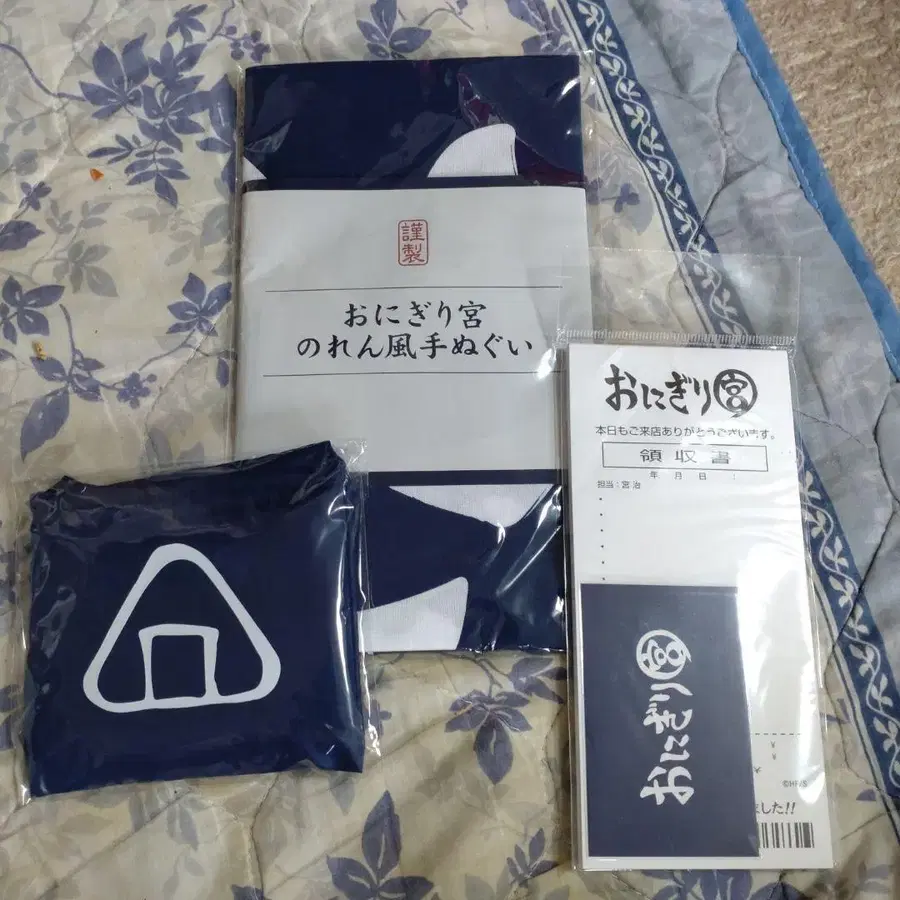 謹製
おにぎり宮
のれん風手ぬぐい
おにぎり宮
本日もご来店ありがとうございます。
領収書
年 月 日 :
担当:宮治
おにぎり宮
¥
¥
¥
した!!